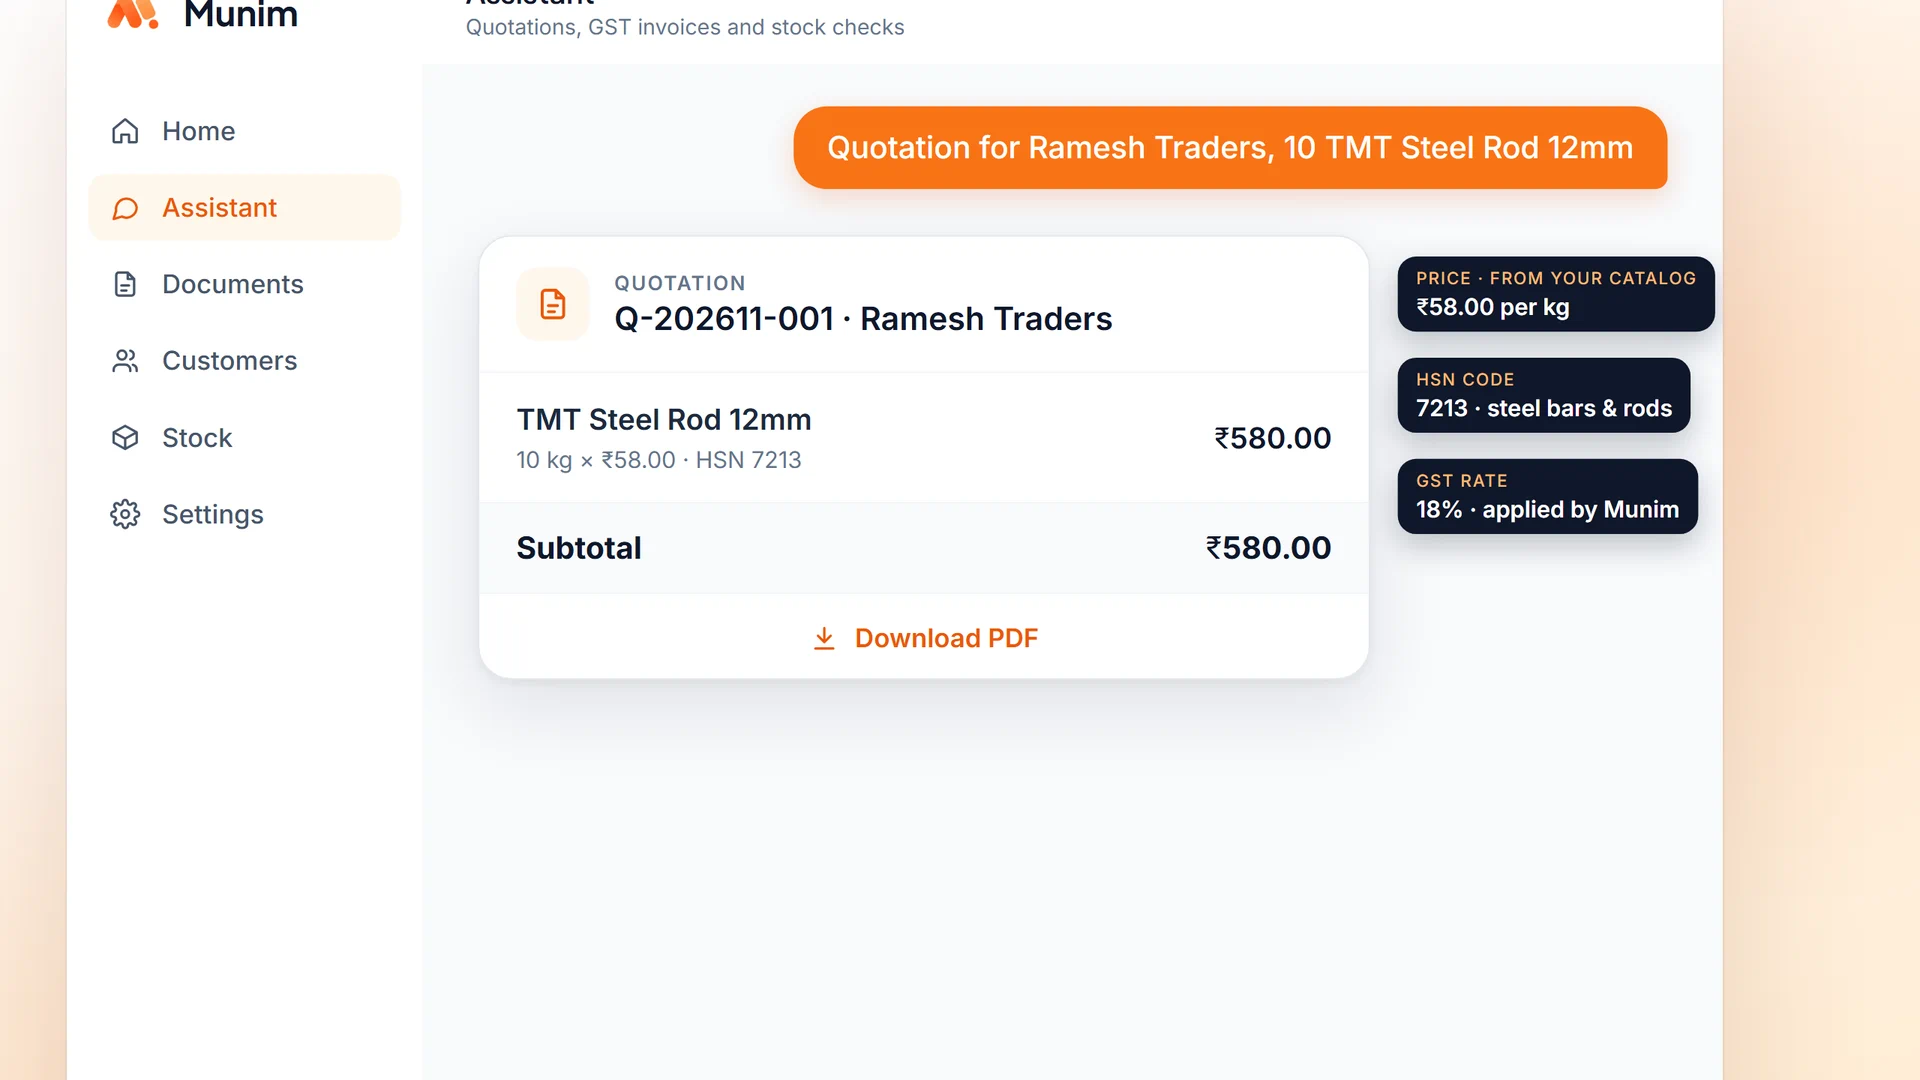 Munim
Assistant
Quotations, GST invoices and stock checks
Home
Assistant
Documents
Customers
Stock
Settings
Quotation for Ramesh Traders, 10 TMT Steel Rod 12mm
QUOTATION
Q-202611-001 · Ramesh Traders
TMT Steel Rod 12mm
10 kg × ₹58.00 · HSN 7213
₹580.00
Subtotal
₹580.00
Download PDF
PRICE · FROM YOUR CATALOG
₹58.00 per kg
HSN CODE
7213 · steel bars & rods
GST RATE
18% · applied by Munim